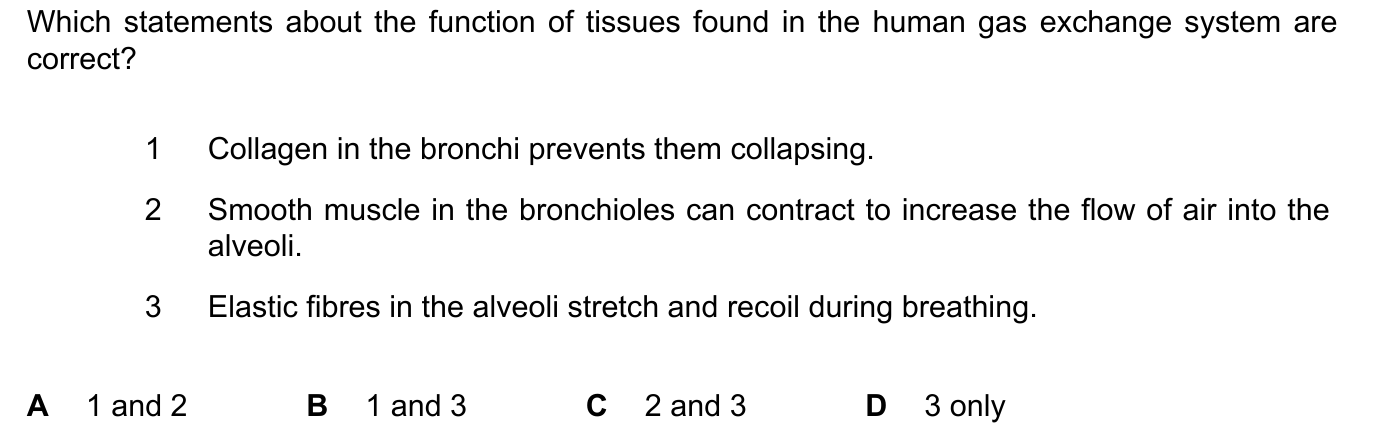 Which statements about the function of tissues found in the human gas exchange system are
correct?
1 Collagen in the bronchi prevents them collapsing.
2 Smooth muscle in the bronchioles can contract to increase the flow of air into the
alveoli.
3 Elastic fibres in the alveoli stretch and recoil during breathing.
A 1 and 2 B 1 and 3 C 2 and 3 D 3 only